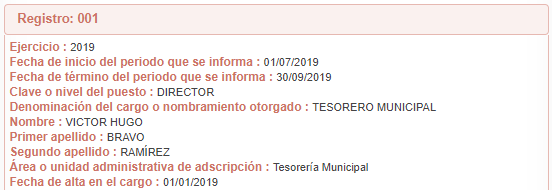 Registro: 001
Ejercicio : 2019
Fecha de inicio del periodo que se informa : 01/07/2019
Fecha de término del periodo que se informa : 30/09/2019
Clave o nivel del puesto : DIRECTOR
Denominación del cargo o nombramiento otorgado : TESORERO MUNICIPAL
Nombre : VICTOR HUGO
Primer apellido : BRAVO
Segundo apellido : RAMÍREZ
Área o unidad administrativa de adscripción : Tesorería Municipal
Fecha de alta en el cargo : 01/01/2019